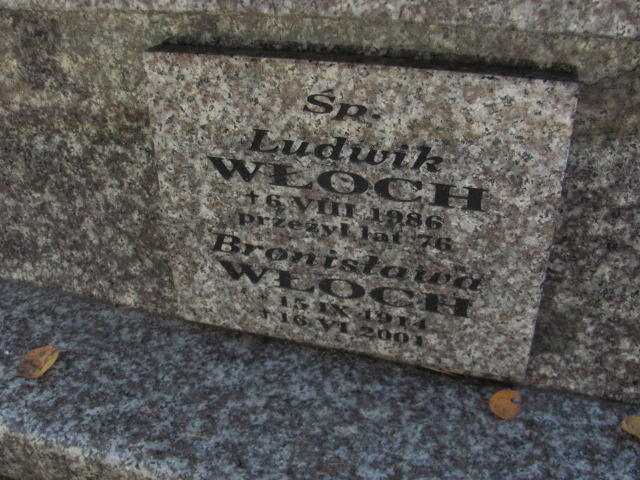 Śp.
Ludwik
WŁOCH
+ 6 VIII 1986
przeżył lat 76
Bronisława
WŁOCH
* 15 IX 1914
+ 16 VI 2001